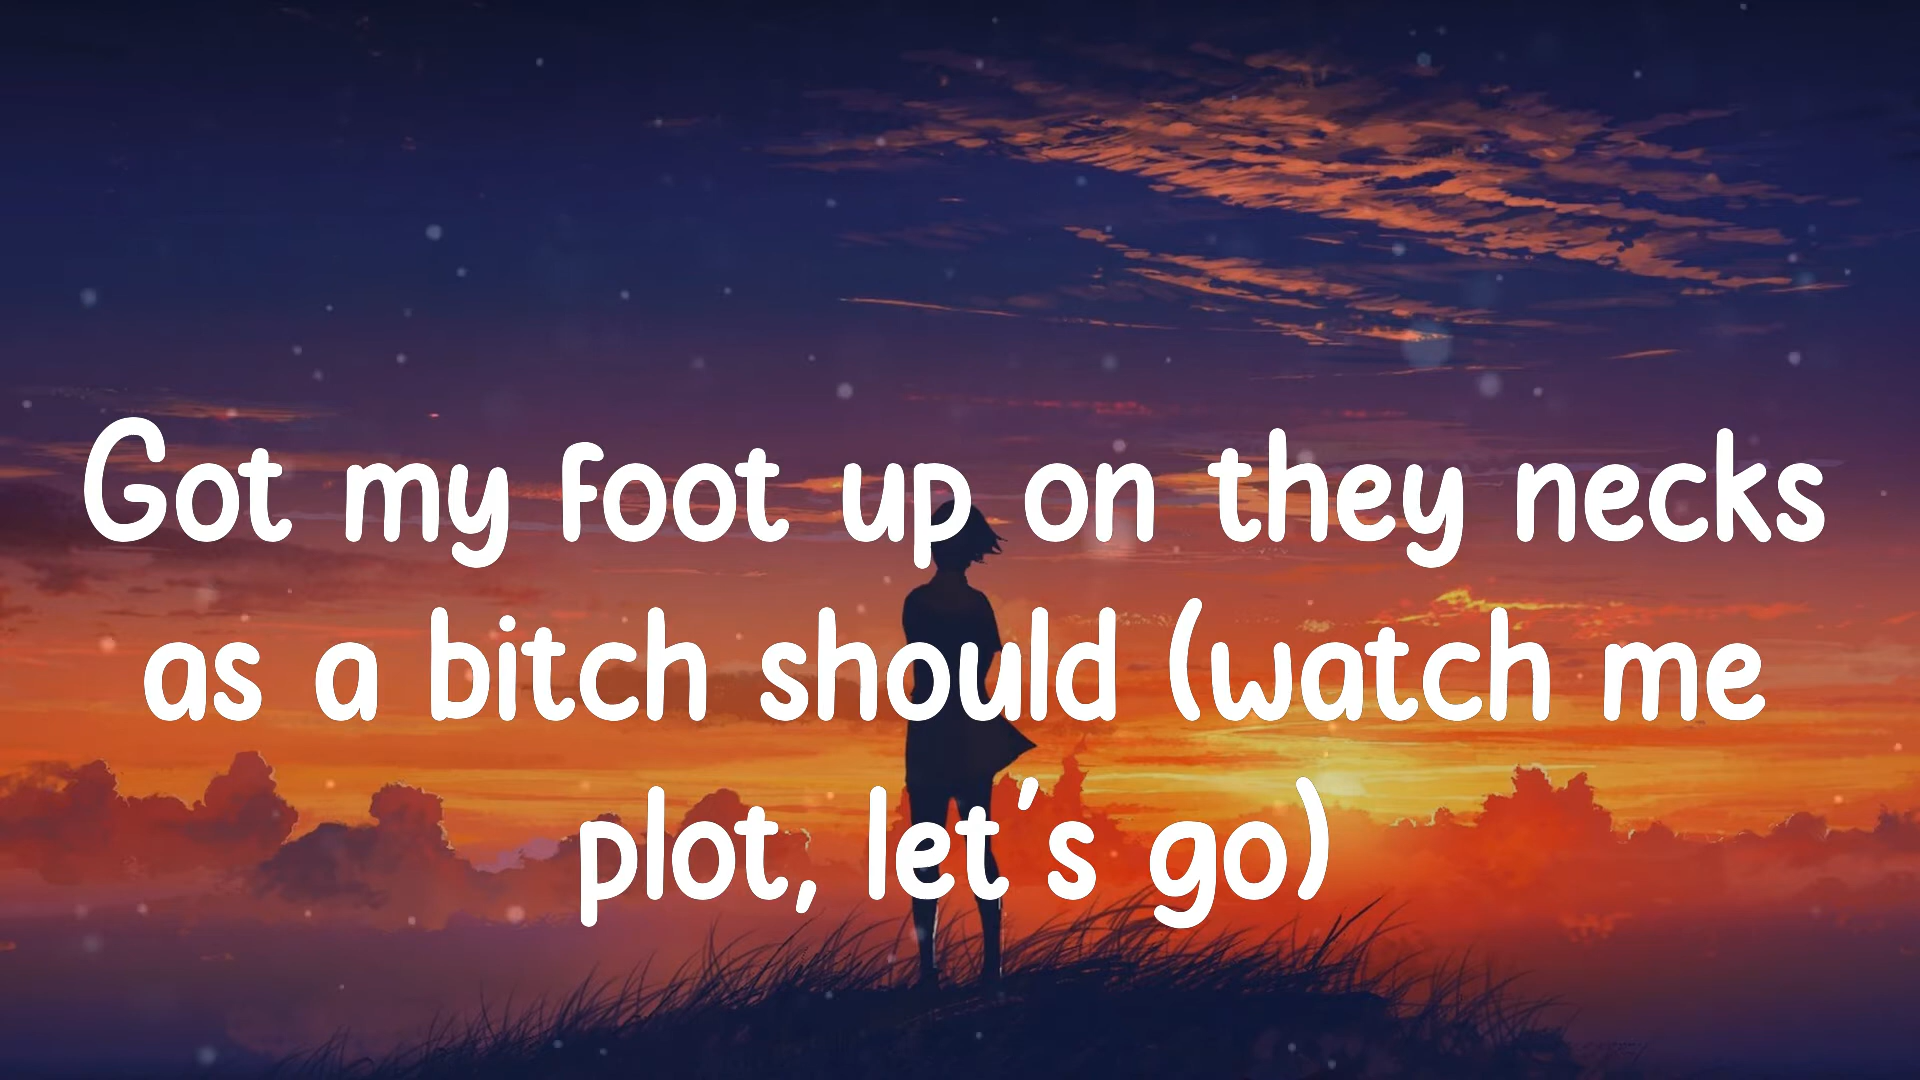 Got my foot up on they necks
as a bitch should (watch me
plot, let's go)